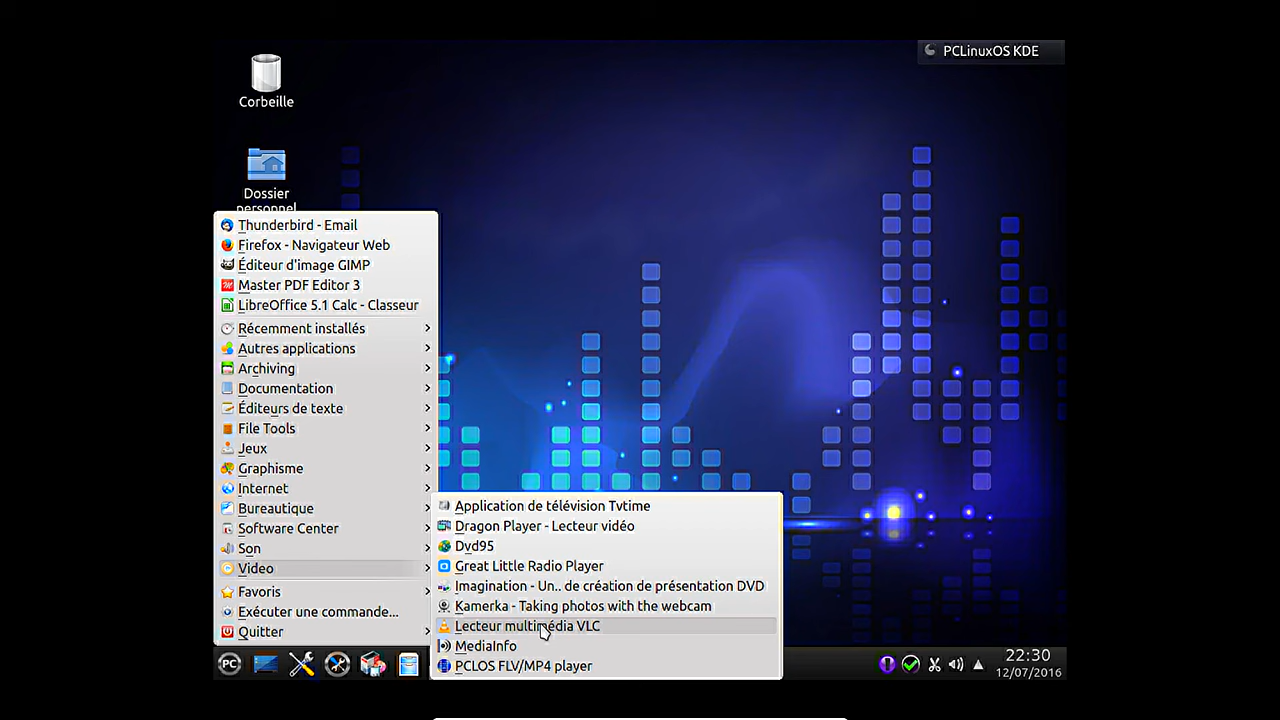 PCLinuxOS KDE
Corbeille
Dossier
personnel
Thunderbird - Email
Firefox - Navigateur Web
Éditeur d'image GIMP
Master PDF Editor 3
LibreOffice 5.1 Calc - Classeur
Récemment installés
Autres applications
Archiving
Documentation
Éditeurs de texte
File Tools
Jeux
Graphisme
Internet
Bureautique
Software Center
Son
Video
Favoris
Exécuter une commande...
Quitter
Application de télévision Tvtime
Dragon Player - Lecteur vidéo
Dvd95
Great Little Radio Player
Imagination - Un.. de création de présentation DVD
Kamerka - Taking photos with the webcam
Lecteur multimédia VLC
MediaInfo
PCLOS FLV/MP4 player
PC
22:30
12/07/2016